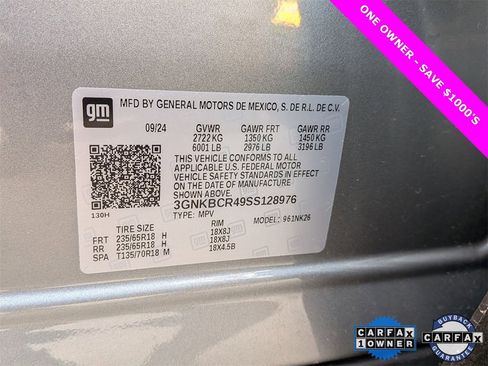 ONE OWNER - SAVE $1000'S
gm
MFD BY GENERAL MOTORS DE MEXICO, S. DE R.L. DE C.V.
09/24 GVWR GAWR FRT GAWR RR
2722 KG 1350 KG 1450 KG
6001 LB 2976 LB 3196 LB
THIS VEHICLE CONFORMS TO ALL
APPLICABLE U.S. FEDERAL MOTOR
VEHICLE SAFETY STANDARDS IN EFFECT
ON THE DATE OF MANUFACTURE
SHOWN ABOVE.
3GNKBCR49SS128976
TYPE: MPV MODEL: 961NK26
130H
TIRE SIZE RIM
FRT 235/65R18 H 18X8J
RR 235/65R18 H 18X8J
SPA T135/70R18 M 18X4.5B
CARFAX
1 OWNER
BUYBACK
CARFAX
GUARANTEE